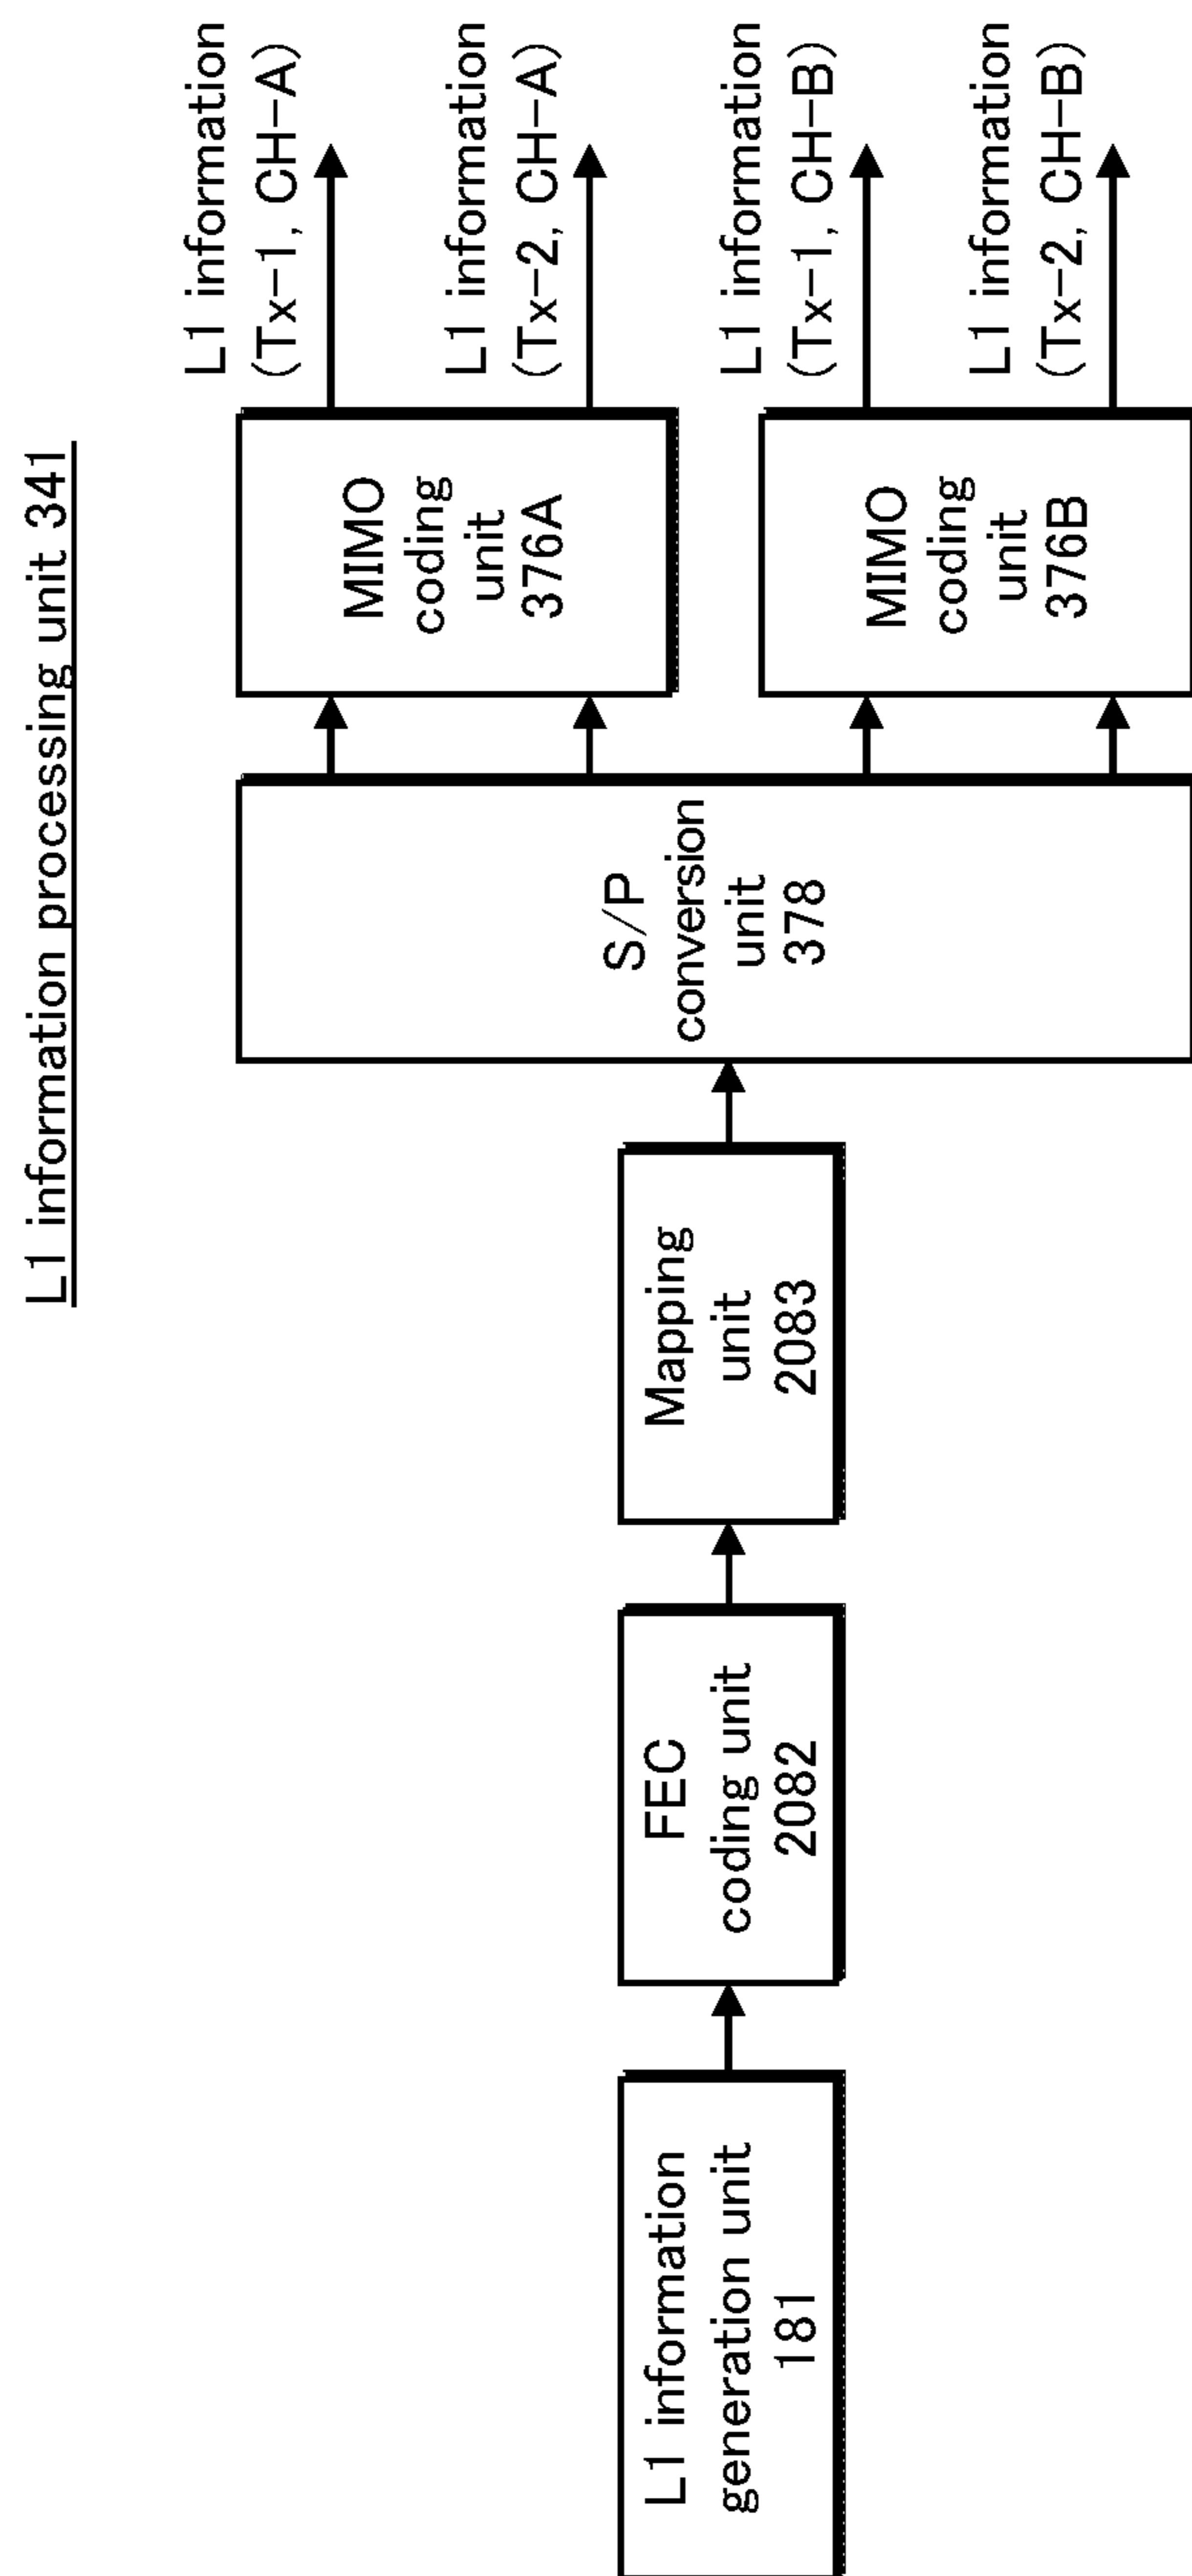 L1 information processing unit 341
L1 information
generation unit
181
FEC
coding unit
2082
Mapping
unit
2083
S/P
conversion
unit
378
MIMO
coding
unit
376A
MIMO
coding
unit
376B
L1 information
(Tx-1, CH-A)
L1 information
(Tx-2, CH-A)
L1 information
(Tx-1, CH-B)
L1 information
(Tx-2, CH-B)